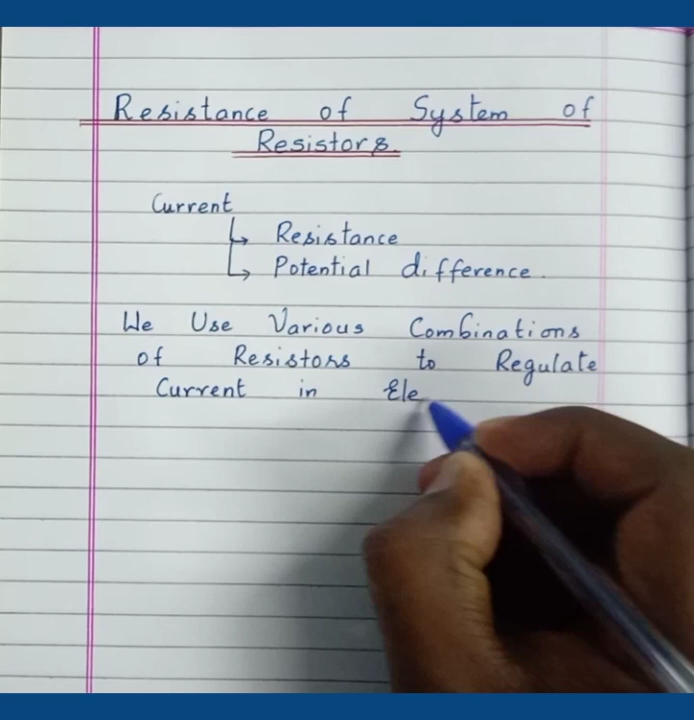 Resistance of System of
Resistors.
Current
↳ Resistance
↳ Potential difference.
We Use Various Combinations
of Resistors to Regulate
Current in Ele